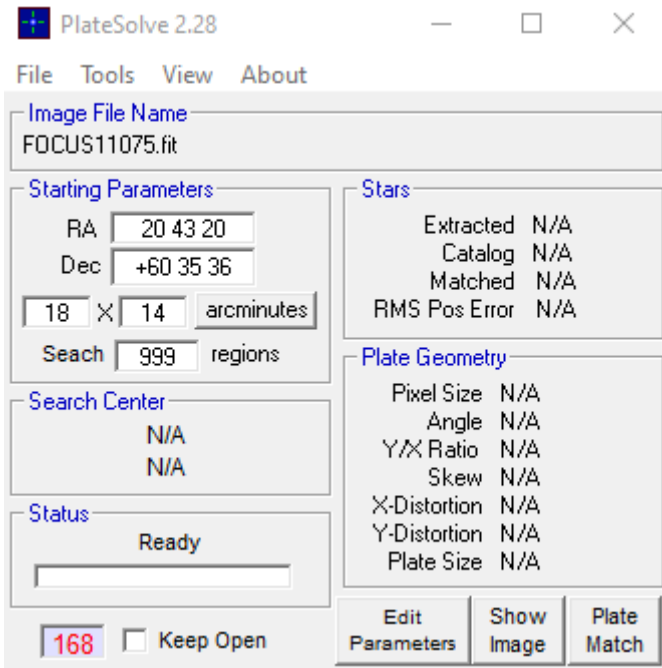 PlateSolve 2.28
File Tools View About
Image File Name
FOCUS11075.fit
Starting Parameters
RA 20 43 20
Dec +60 35 36
18 X 14 arcminutes
Seach 999 regions
Search Center
N/A
N/A
Status
Ready
168 Keep Open
Stars
Extracted N/A
Catalog N/A
Matched N/A
RMS Pos Error N/A
Plate Geometry
Pixel Size N/A
Angle N/A
Y/X Ratio N/A
Skew N/A
X-Distortion N/A
Y-Distortion N/A
Plate Size N/A
Edit Parameters
Show Image
Plate Match